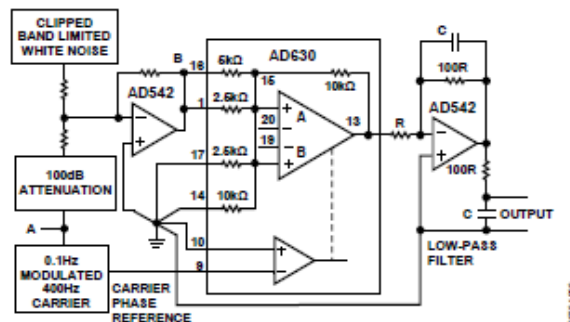 CLIPPED
BAND LIMITED
WHITE NOISE
B
16
5kΩ
AD630
15
10kΩ
AD542
1
2.5kΩ
20
19
A
B
13
R
C
100R
AD542
17
2.5kΩ
14
10kΩ
100dB
ATTENUATION
A
10
9
0.1Hz
MODULATED
400Hz
CARRIER
CARRIER
PHASE
REFERENCE
100R
C
OUTPUT
LOW-PASS
FILTER